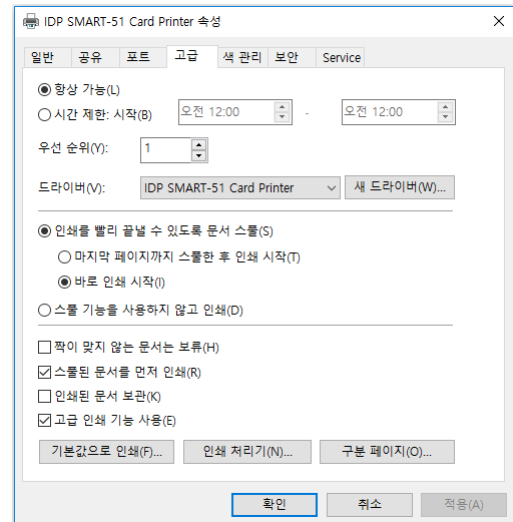 IDP SMART-51 Card Printer 속성
일반 공유 포트 고급 색 관리 보안 Service
항상 가능(L)
시간 제한: 시작(B) 오전 12:00 - 오전 12:00
우선 순위(Y): 1
드라이버(V): IDP SMART-51 Card Printer 새 드라이버(W)...
인쇄를 빨리 끝낼 수 있도록 문서 스풀(S)
마지막 페이지까지 스풀한 후 인쇄 시작(T)
바로 인쇄 시작(I)
스풀 기능을 사용하지 않고 인쇄(D)
짝이 맞지 않는 문서는 보류(H)
스풀된 문서를 먼저 인쇄(R)
인쇄된 문서 보관(K)
고급 인쇄 기능 사용(E)
기본값으로 인쇄(F)... 인쇄 처리기(N)... 구분 페이지(O)...
확인 취소 적용(A)